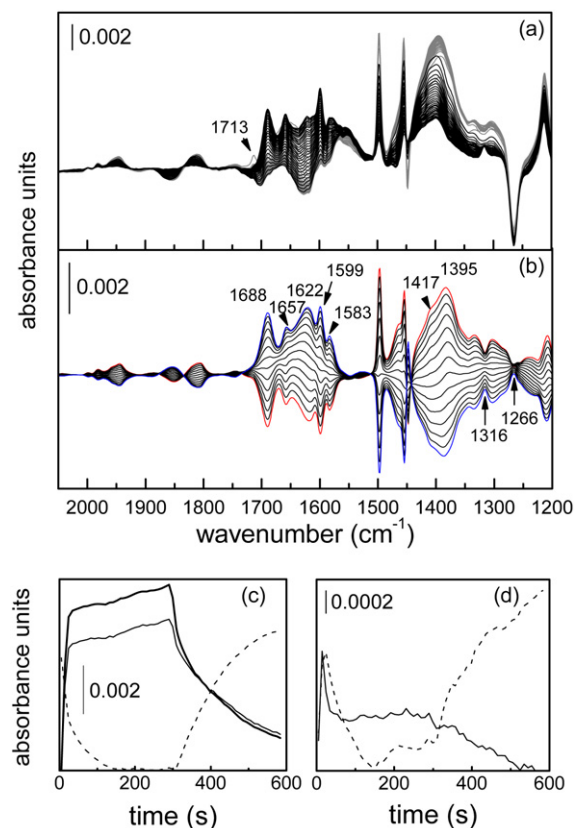 0.002
(a)
1713
absorbance units
0.002
(b)
1688
1657
1622
1599
1583
1417
1395
1316
1266
2000 1900 1800 1700 1600 1500 1400 1300 1200
wavenumber (cm-1)
absorbance units
(c)
0.002
0 200 400 600
time (s)
0.0002
(d)
0 200 400 600
time (s)